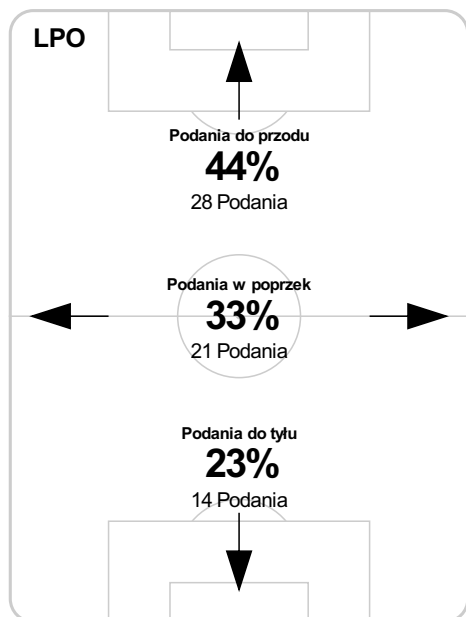 LPO
Podania do przodu
44%
28 Podania
Podania w poprzek
33%
21 Podania
Podania do tyłu
23%
14 Podania